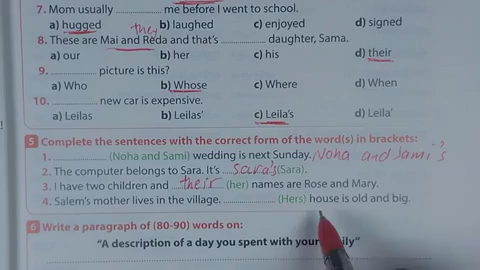 7. Mom usually .............. me before I went to school.
a) hugged b) laughed c) enjoyed d) signed
they
8. These are Mai and Reda and that's .............. daughter, Sama.
a) our b) her c) his d) their
9. .............. picture is this?
a) Who b) Whose c) Where d) When
10. .............. new car is expensive.
a) Leilas b) Leilas' c) Leila's d) Leila'
5 Complete the sentences with the correct form of the word(s) in brackets:
1. .............. (Noha and Sami) wedding is next Sunday. Noha and Sami's
2. The computer belongs to Sara. It's ... Sara's (Sara).
3. I have two children and ... their ... (her) names are Rose and Mary.
4. Salem's mother lives in the village. .............. (Hers) house is old and big.
6 Write a paragraph of (80-90) words on:
"A description of a day you spent with your ily"